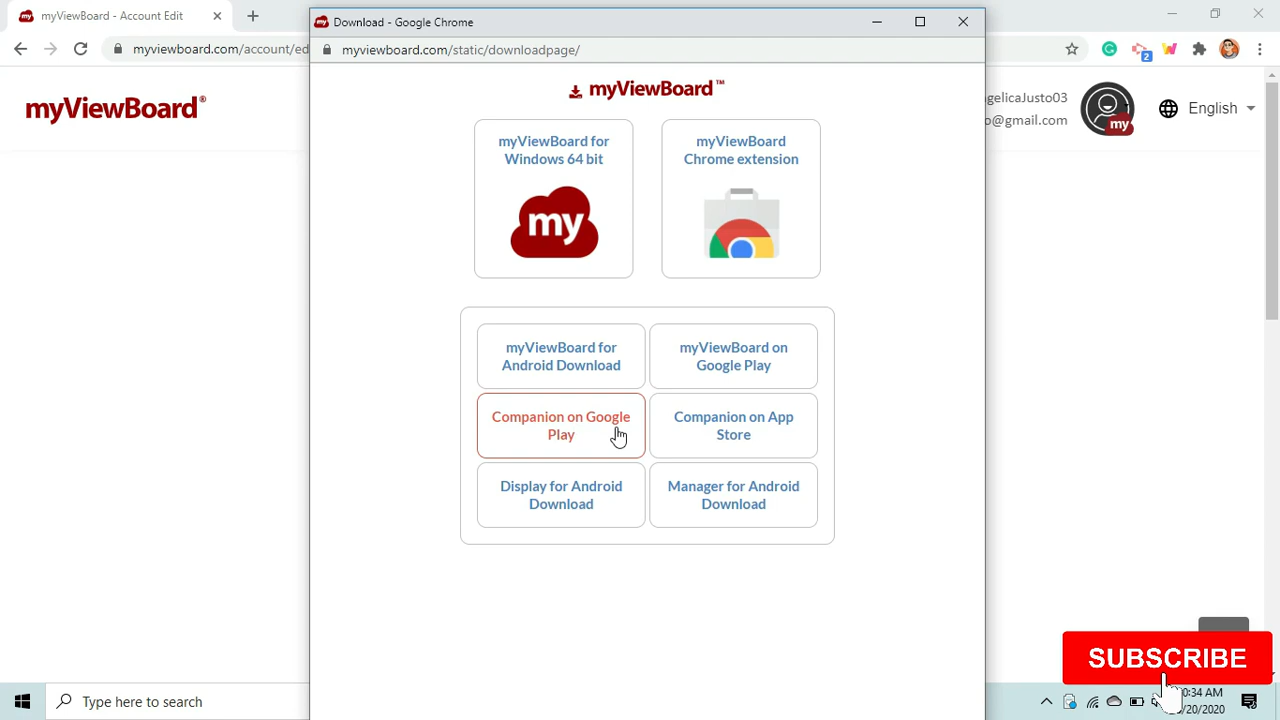 myViewBoard - Account Edit
Download - Google Chrome
myviewboard.com/account/ed
myviewboard.com/static/downloadpage/
2
myViewBoard®
myViewBoard™
gelicaJusto03
o@gmail.com
my
English
myViewBoard for
Windows 64 bit
my
myViewBoard
Chrome extension
myViewBoard for
Android Download
myViewBoard on
Google Play
Companion on Google
Play
Companion on App
Store
Display for Android
Download
Manager for Android
Download
SUBSCRIBE
Type here to search
0:34 AM
/20/2020